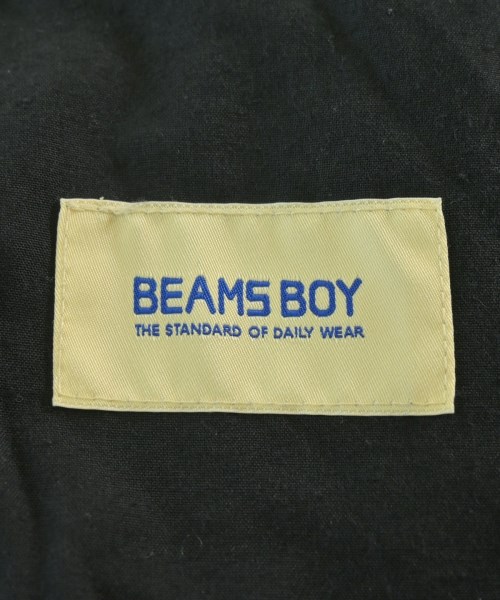 BEAMS BOY
THE STANDARD OF DAILY WEAR